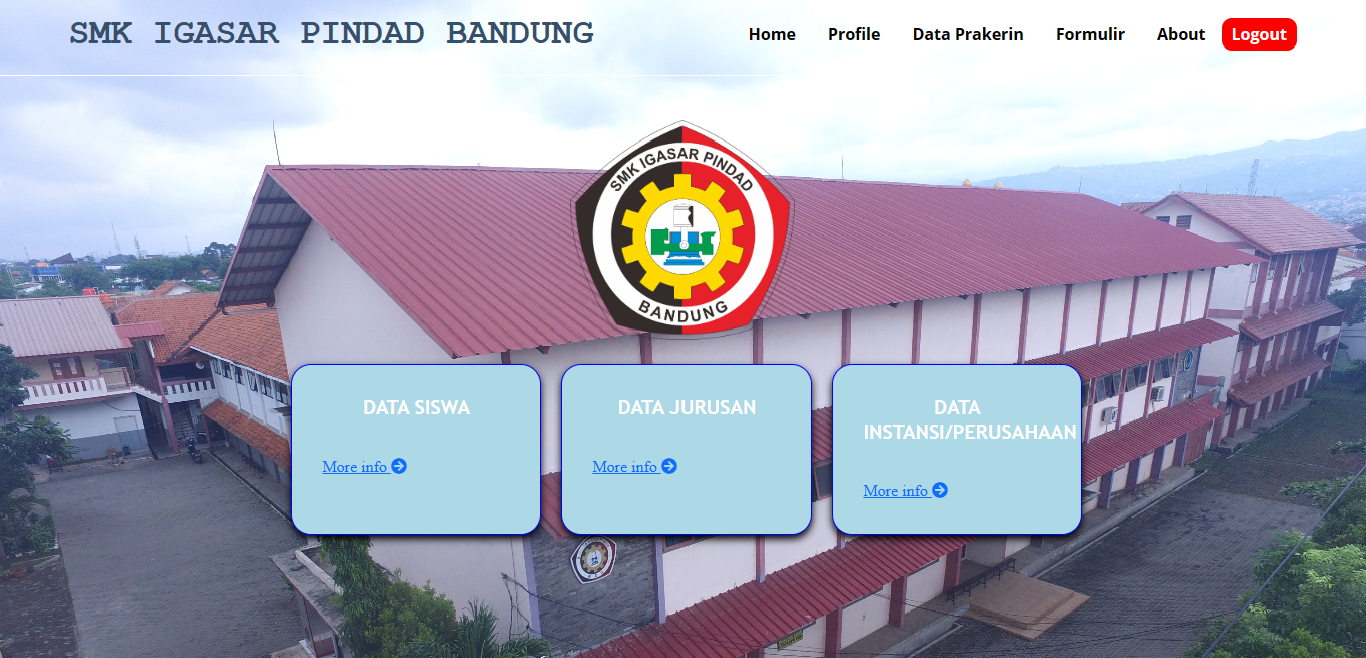 SMK IGASAR PINDAD BANDUNG
Home Profile Data Prakerin Formulir About Logout
SMK IGASAR PINDAD
BANDUNG
DATA SISWA
More info
DATA JURUSAN
More info
DATA
INSTANSI/PERUSAHAAN
More info